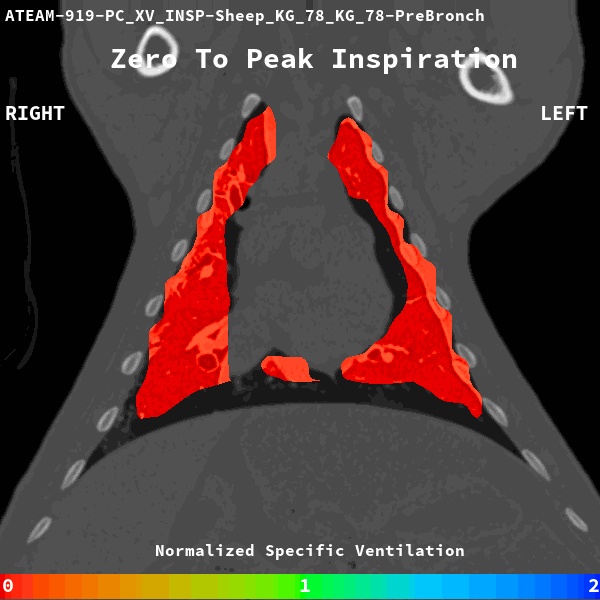 ATEAM-919-PC_XV_INSP-Sheep_KG_78_KG_78-PreBronch
Zero To Peak Inspiration
RIGHT
LEFT
Normalized Specific Ventilation
0
1
2